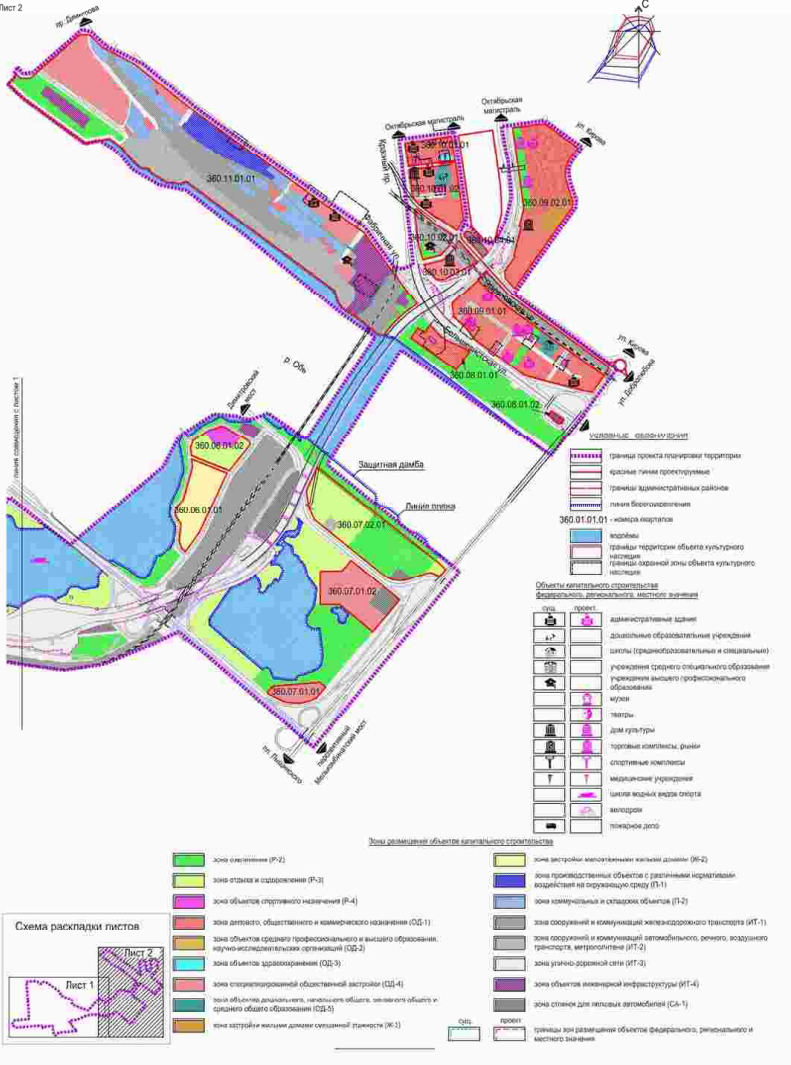 Лист 2
пр. Димитрова
С
Октябрьская магистраль
Октябрьская
магистраль
ул. Кирова
Красный пр.
360.10.01.01
360.10.01.02
360.11.01.01
360.09.02.01
Фабричная ул.
360.10.02.01
360.10.03.01
360.09.01.01
Большевистская ул.
ул. Кирова
ул. Добролюбова
р. Обь
360.08.01.01
360.08.01.02
линия совмещения с листом 1
Димитровский
мост
360.06.01.02
Защитная дамба
Линия пляжа
360.06.01.01
360.07.02.01
360.07.01.02
360.07.01.01
перспективный
Мелькомбинатский мост
граница проекта планировки территории
красные линии проектируемые
границы административных районов
линия берегоукрепления
360.01.01.01 - номера кварталов
водоёмы
границы территории объекта культурного
наследия
границы охранной зоны объекта культурного
наследия
Объекты капитального строительства
федерального, регионального, местного значения
сущ. проект.
административные здания
дошкольные образовательные учреждения
школы (среднеобразовательные и специальные)
учреждения среднего специального образования
учреждения высшего профессионального
образования
музеи
театры
дом культуры
торговые комплексы, рынки
спортивные комплексы
медицинские учреждения
школа водных видов спорта
велодром
пожарное депо
Зоны размещения объектов капитального строительства
зона озеленения (Р-2)
зона отдыха и оздоровления (Р-3)
зона объектов спортивного назначения (Р-4)
зона делового, общественного и коммерческого назначения (ОД-1)
зона объектов среднего профессионального и высшего образования,
научно-исследовательских организаций (ОД-2)
зона объектов здравоохранения (ОД-3)
зона специализированной общественной застройки (ОД-4)
зона объектов дошкольного, начального общего, основного общего и
среднего общего образования (ОД-5)
зона застройки жилыми домами смешанной этажности (Ж-1)
зона застройки малоэтажными жилыми домами (Ж-2)
зона производственных объектов с различными нормативами
воздействия на окружающую среду (П-1)
зона коммунальных и складских объектов (П-2)
зона сооружений и коммуникаций железнодорожного транспорта (ИТ-1)
зона сооружений и коммуникаций автомобильного, речного, воздушного
транспорта, метрополитена (ИТ-2)
зона улично-дорожной сети (ИТ-3)
зона объектов инженерной инфраструктуры (ИТ-4)
зона стоянок для легковых автомобилей (СА-1)
сущ. проект.
границы зон размещения объектов федерального, регионального и
местного значения
Схема раскладки листов
Лист 2
Лист 1